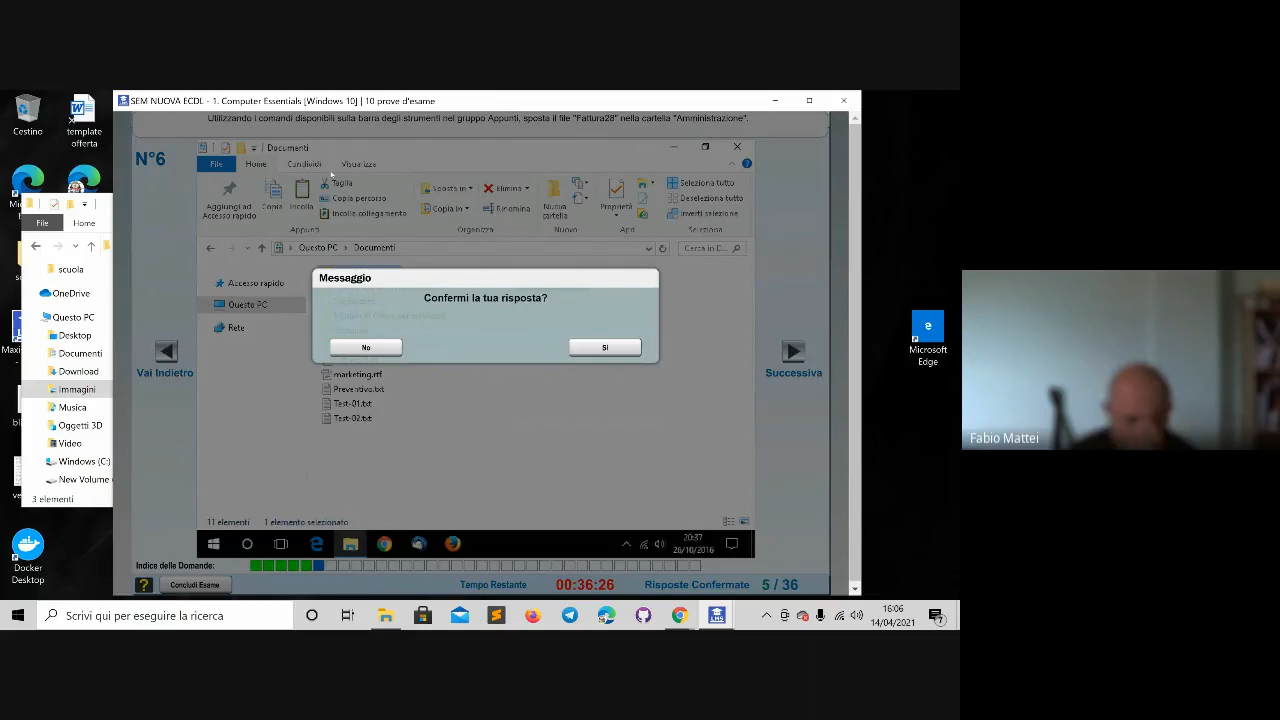 SEM NUOVA ECDL - 1. Computer Essentials [Windows 10] | 10 prove d'esame
Utilizzando i comandi disponibili sulla barra degli strumenti nel gruppo Appunti, sposta il file "Fattura28" nella cartella "Amministrazione".
Cestino
template
offerta
N°6
Documenti
File
Home
Condividi
Visualizza
Aggiungi ad
Accesso rapido
Copia
Incolla
Taglia
Copia percorso
Incolla collegamento
Appunti
Sposta in
Copia in
Elimina
Rinomina
Organizza
Nuova
cartella
Nuovo
Proprietà
Apri
Seleziona tutto
Deseleziona tutto
Inverti selezione
Seleziona
Questo PC
Documenti
Cerca in D...
Accesso rapido
Questo PC
Rete
Messaggio
Confermi la tua risposta?
No
Si
marketing.rtf
Preventivo.txt
Test-01.txt
Test-02.txt
11 elementi
1 elemento selezionato
20:37
26/10/2016
Vai Indietro
Successiva
Indice delle Domande:
?
Concludi Esame
Tempo Restante
00:36:26
Risposte Confermate
5 / 36
File
Home
scuola
OneDrive
Questo PC
Desktop
Documenti
Download
Immagini
Musica
Oggetti 3D
Video
Windows (C:)
New Volume
3 elementi
Docker
Desktop
Microsoft
Edge
Fabio Mattei
Scrivi qui per eseguire la ricerca
LMS
16:06
14/04/2021
7